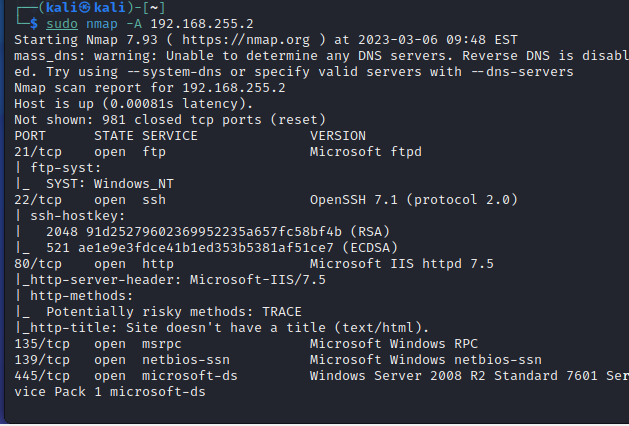 ┌──(kali㉿kali)-[~]
└─$ sudo nmap -A 192.168.255.2
Starting Nmap 7.93 ( https://nmap.org ) at 2023-03-06 09:48 EST
mass_dns: warning: Unable to determine any DNS servers. Reverse DNS is disabl
ed. Try using --system-dns or specify valid servers with --dns-servers
Nmap scan report for 192.168.255.2
Host is up (0.00081s latency).
Not shown: 981 closed tcp ports (reset)
PORT      STATE SERVICE            VERSION
21/tcp    open  ftp                Microsoft ftpd
| ftp-syst:
|_  SYST: Windows_NT
22/tcp    open  ssh                OpenSSH 7.1 (protocol 2.0)
| ssh-hostkey:
|   2048 91d25279602369952235a657fc58bf4b (RSA)
|_  521 ae1e9e3fdce41b1ed353b5381af51ce7 (ECDSA)
80/tcp    open  http               Microsoft IIS httpd 7.5
|_http-server-header: Microsoft-IIS/7.5
| http-methods:
|_  Potentially risky methods: TRACE
|_http-title: Site doesn't have a title (text/html).
135/tcp   open  msrpc              Microsoft Windows RPC
139/tcp   open  netbios-ssn        Microsoft Windows netbios-ssn
445/tcp   open  microsoft-ds       Windows Server 2008 R2 Standard 7601 Ser
vice Pack 1 microsoft-ds